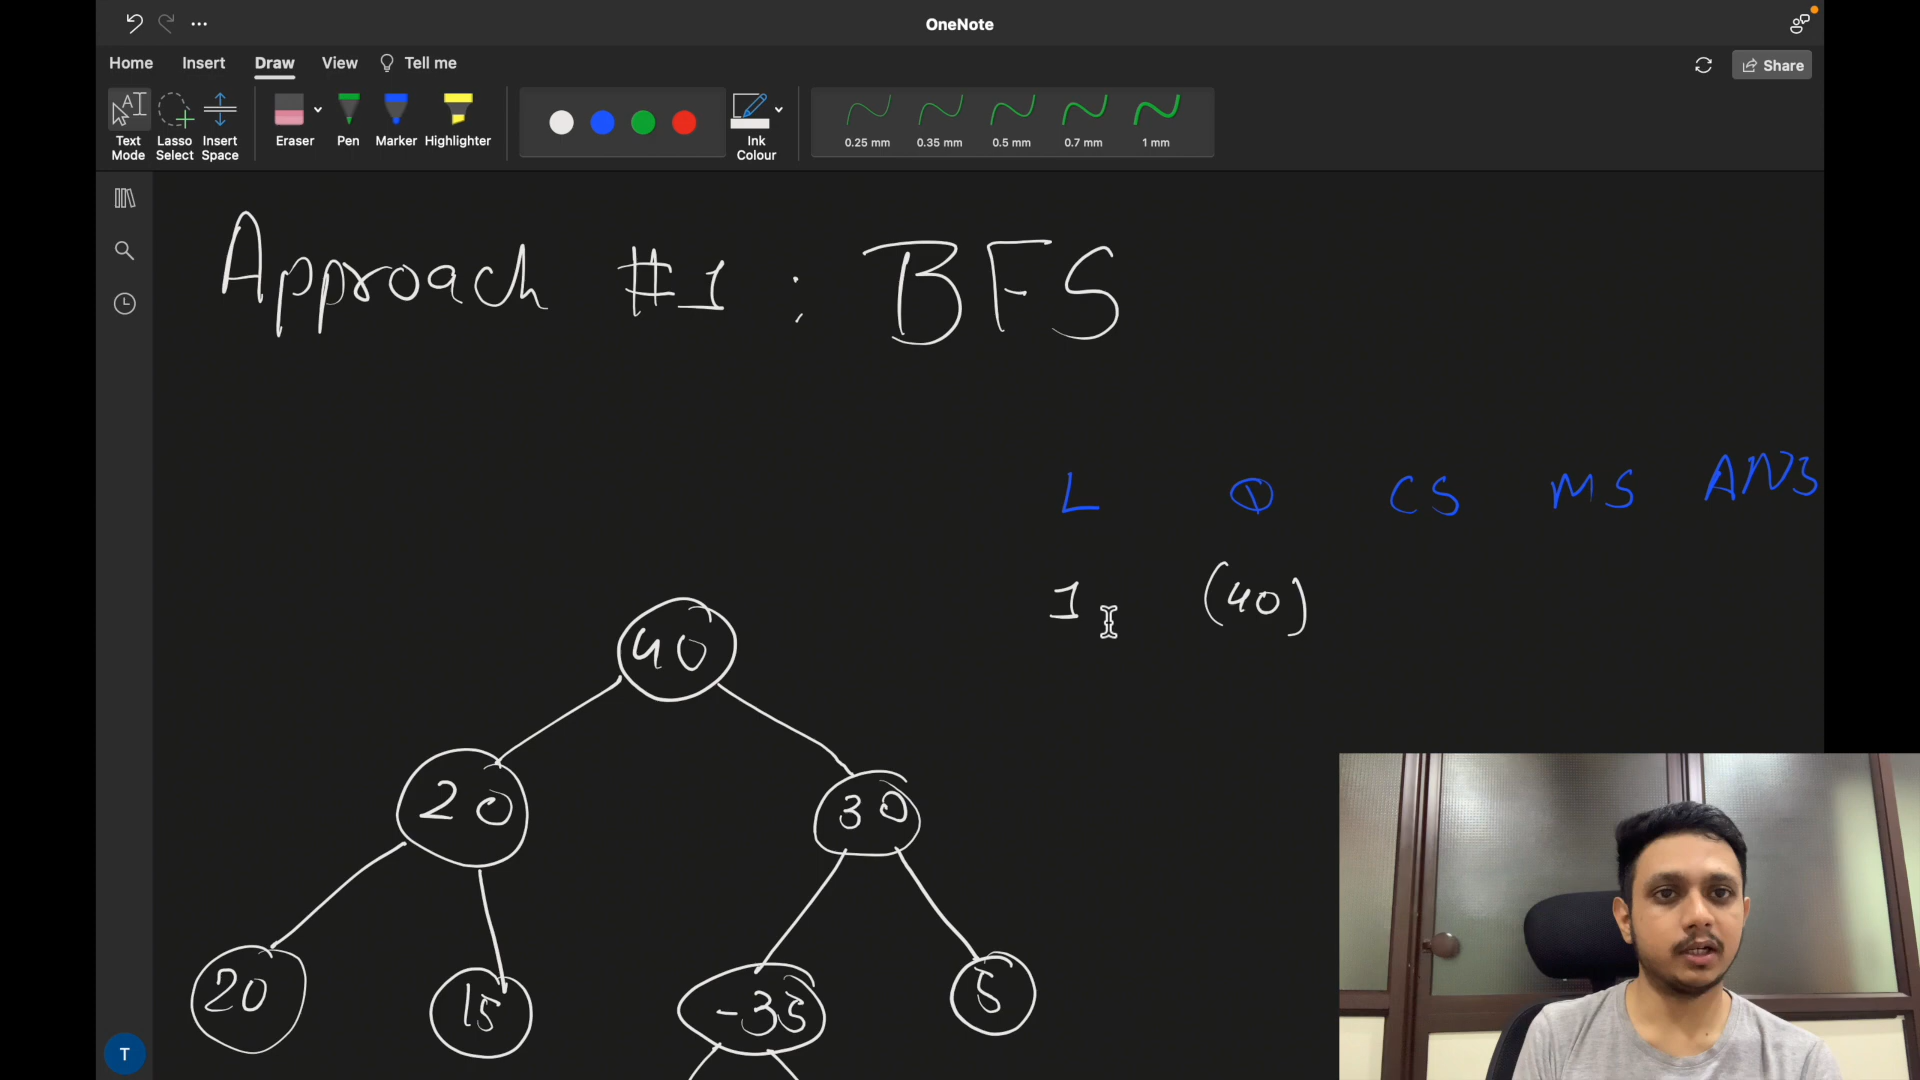 OneNote
Home Insert Draw View Tell me
Share
Text Mode
Lasso Select
Insert Space
Eraser
Pen
Marker
Highlighter
Ink Colour
0.25 mm
0.35 mm
0.5 mm
0.7 mm
1 mm
Approach #1 : BFS
L Q CS MS ANS
1 (40)
40
20 30
20 15 -35 5
T